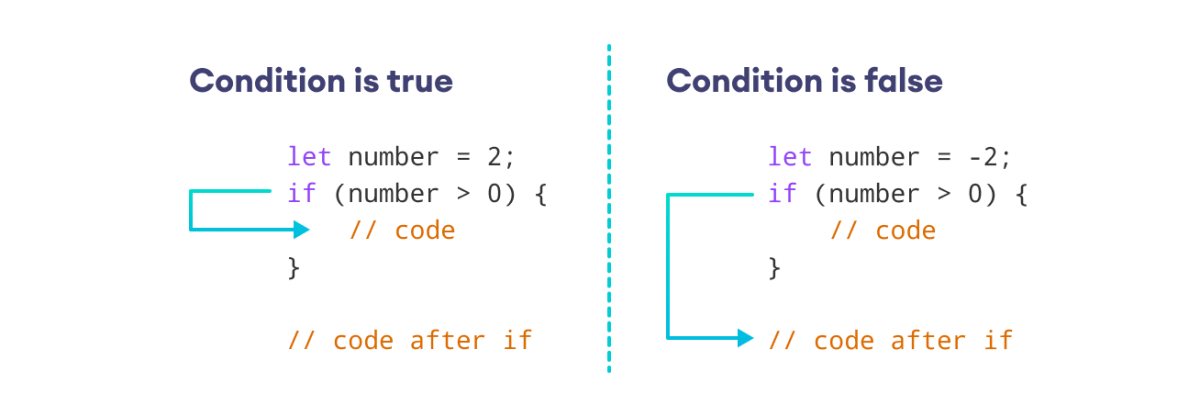 Condition is true
let number = 2;
if (number > 0) {
// code
}
// code after if
Condition is false
let number = -2;
if (number > 0) {
// code
}
// code after if